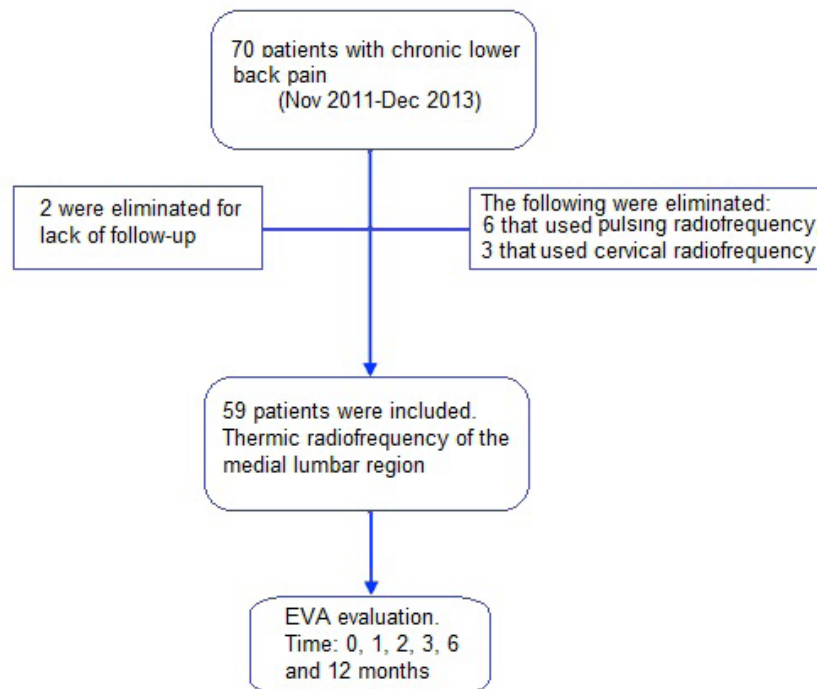 70 patients with chronic lower
back pain
(Nov 2011-Dec 2013)
2 were eliminated for
lack of follow-up
The following were eliminated:
6 that used pulsing radiofrequency
3 that used cervical radiofrequency
59 patients were included.
Thermic radiofrequency of the
medial lumbar region
EVA evaluation.
Time: 0, 1, 2, 3, 6
and 12 months